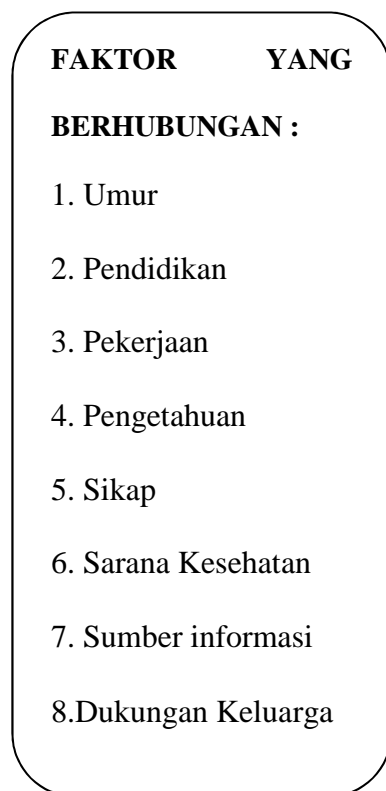 FAKTOR YANG
BERHUBUNGAN :
1. Umur
2. Pendidikan
3. Pekerjaan
4. Pengetahuan
5. Sikap
6. Sarana Kesehatan
7. Sumber informasi
8.Dukungan Keluarga